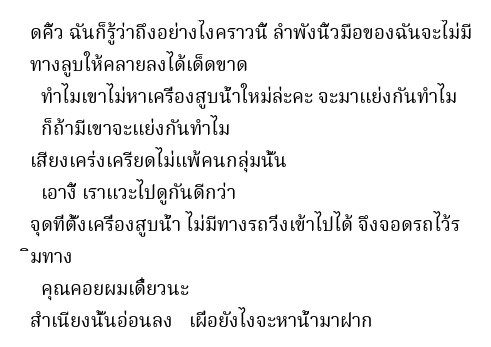 ดคิ้ว ฉันก็รู้ว่าถึงอย่างไงคราวนี้ ลำพังนิ้วมือของฉันจะไม่มี
ทางลูบให้คลายลงได้เด็ดขาด
ทำไมเขาไม่หาเครื่องสูบน้ำใหม่ล่ะคะ จะมาแย่งกันทำไม
ก็ถ้ามีเขาจะแย่งกันทำไม
เสียงเคร่งเครียดไม่แพ้คนกลุ่มนั้น
เอางี้ เราแวะไปดูกันดีกว่า
จุดที่ตั้งเครื่องสูบน้ำ ไม่มีทางรถวิ่งเข้าไปได้ จึงจอดรถไว้ร
ิมทาง
คุณคอยผมเดี๋ยวนะ
สำเนียงนั้นอ่อนลง เผื่อยังไงจะหาน้ำมาฝาก